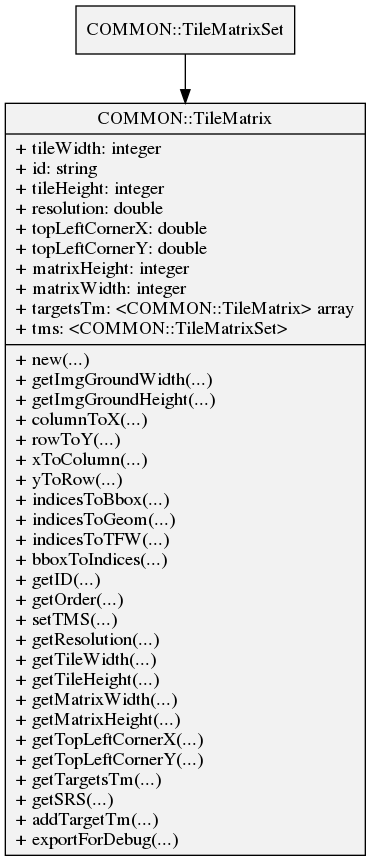 COMMON::TileMatrixSet
COMMON::TileMatrix
+ tileWidth: integer
+ id: string
+ tileHeight: integer
+ resolution: double
+ topLeftCornerX: double
+ topLeftCornerY: double
+ matrixHeight: integer
+ matrixWidth: integer
+ targetsTm: <COMMON::TileMatrix> array
+ tms: <COMMON::TileMatrixSet>
+ new(...)
+ getImgGroundWidth(...)
+ getImgGroundHeight(...)
+ columnToX(...)
+ rowToY(...)
+ xToColumn(...)
+ yToRow(...)
+ indicesToBbox(...)
+ indicesToGeom(...)
+ indicesToTFW(...)
+ bboxToIndices(...)
+ getID(...)
+ getOrder(...)
+ setTMS(...)
+ getResolution(...)
+ getTileWidth(...)
+ getTileHeight(...)
+ getMatrixWidth(...)
+ getMatrixHeight(...)
+ getTopLeftCornerX(...)
+ getTopLeftCornerY(...)
+ getTargetsTm(...)
+ getSRS(...)
+ addTargetTm(...)
+ exportForDebug(...)